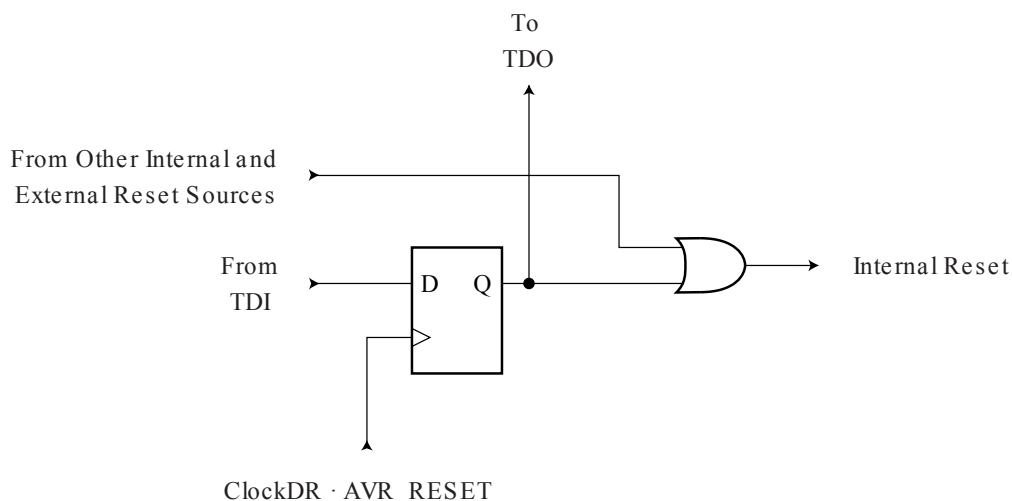 To
TDO
From Other Internal and
External Reset Sources
From
TDI
D Q
Internal Reset
ClockDR · AVR_RESET